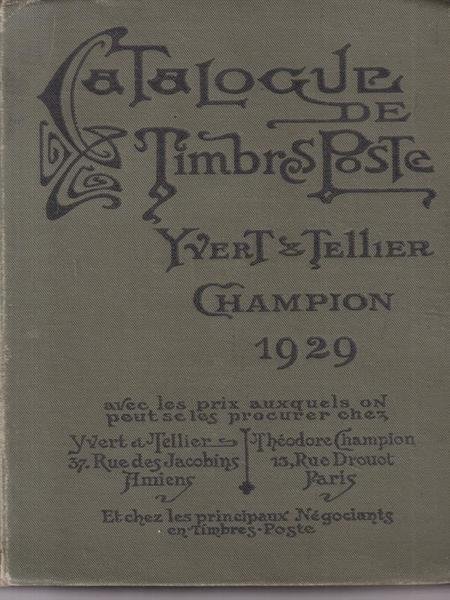 Catalogue
DE
Timbres Poste
Yvert & Tellier
Champion
1929
avec les prix auxquels on
peut se les procurer chez
Yvert et Tellier Théodore Champion
37, Rue des Jacobins 13, Rue Drouot
Amiens Paris
Et chez les principaux Négociants
en Timbres-Poste